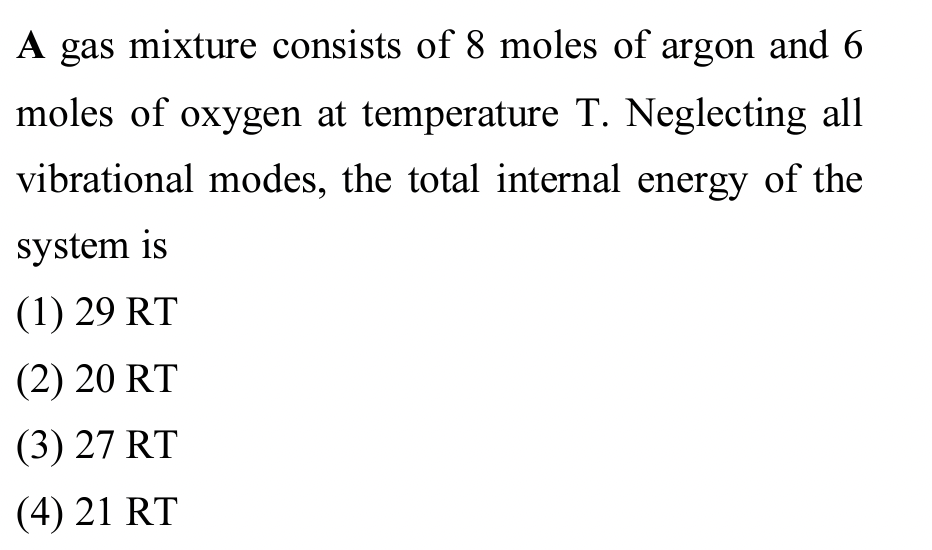 A gas mixture consists of 8 moles of argon and 6
moles of oxygen at temperature T. Neglecting all
vibrational modes, the total internal energy of the
system is
(1) 29 RT
(2) 20 RT
(3) 27 RT
(4) 21 RT